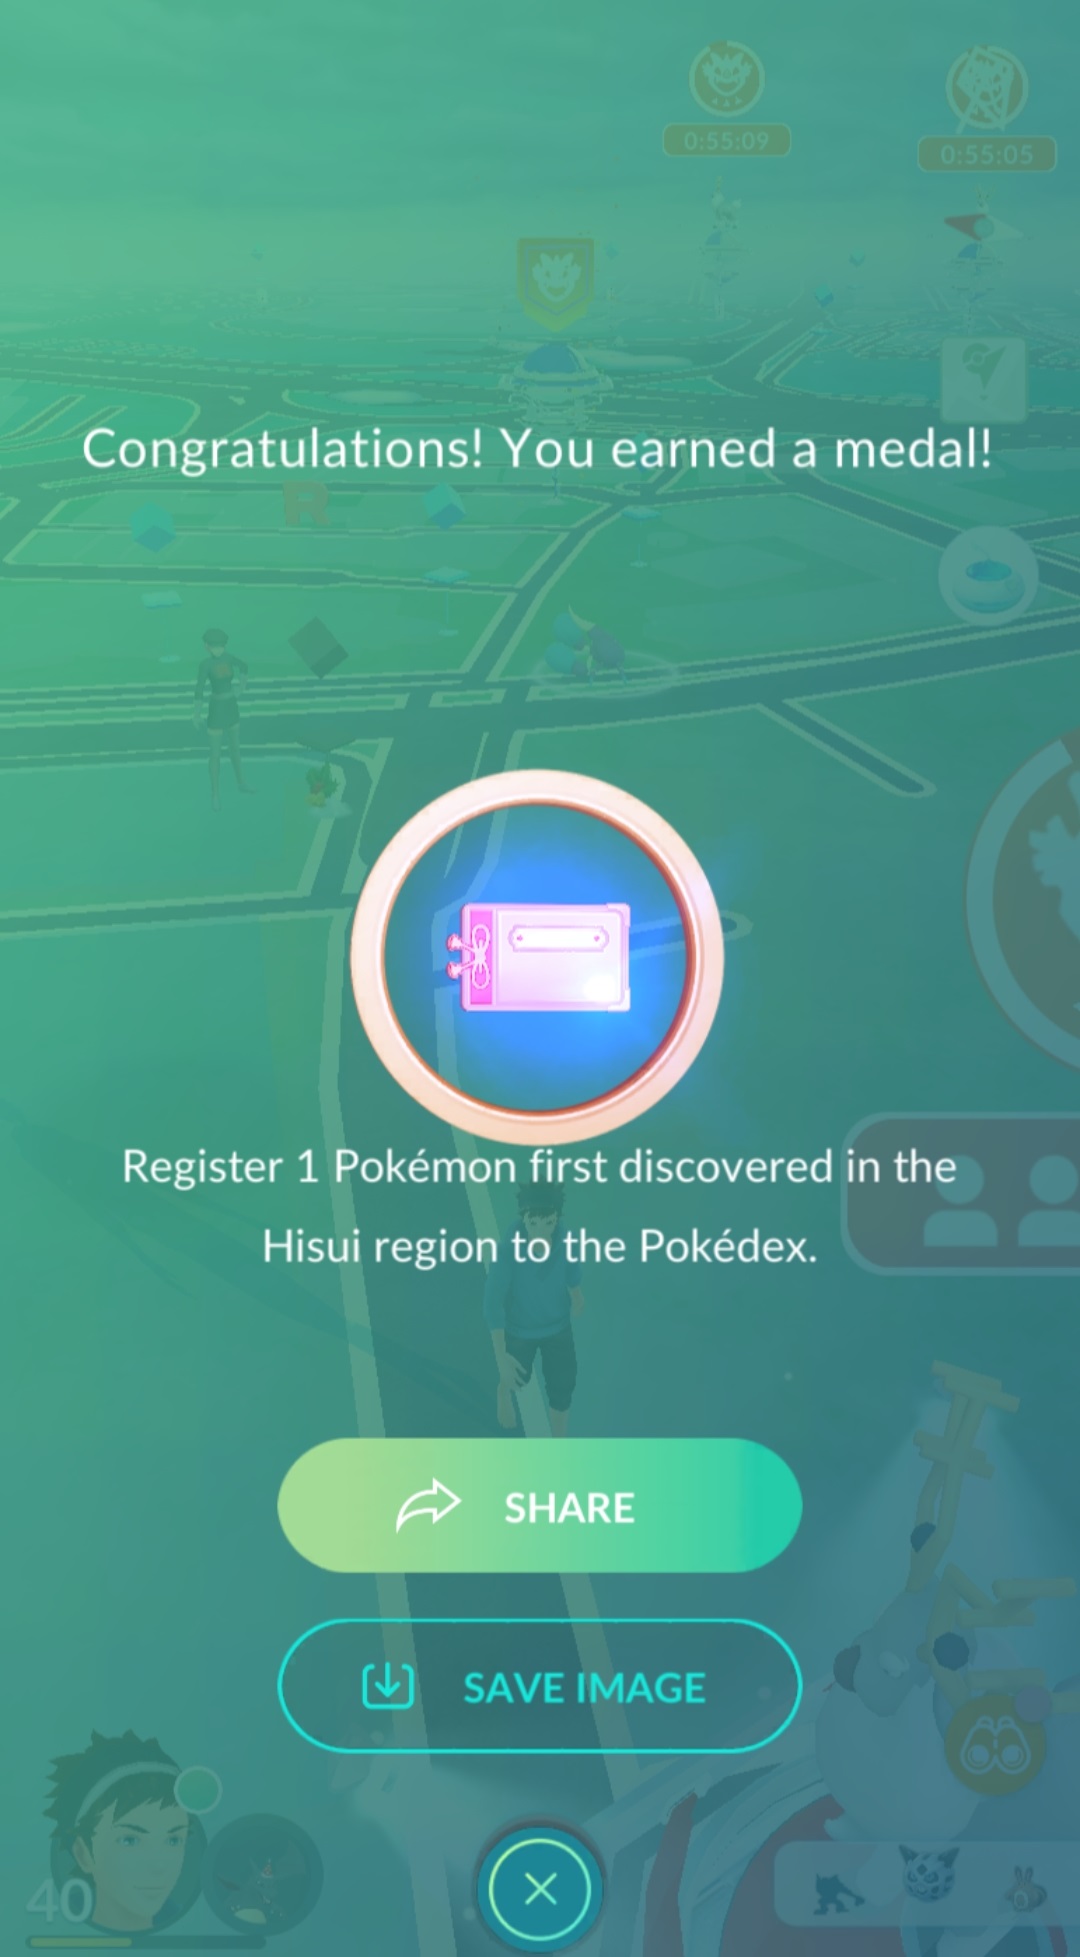 0:55:09
0:55:05
Congratulations! You earned a medal!
R
Register 1 Pokémon first discovered in the
Hisui region to the Pokédex.
SHARE
SAVE IMAGE
40